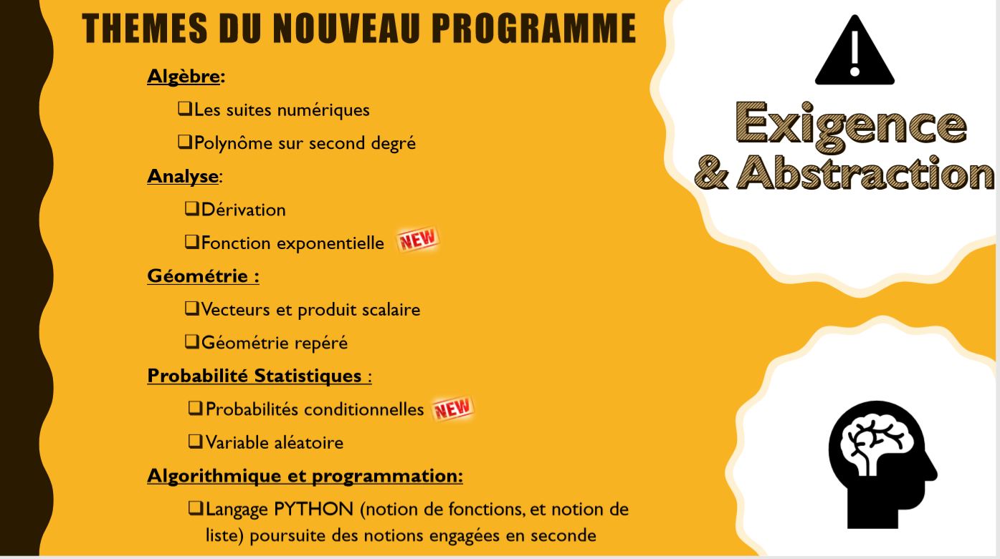 THEMES DU NOUVEAU PROGRAMME
Algèbre:
Les suites numériques
Polynôme sur second degré
Analyse:
Dérivation
Fonction exponentielle NEW
Géométrie :
Vecteurs et produit scalaire
Géométrie repéré
Probabilité Statistiques :
Probabilités conditionnelles NEW
Variable aléatoire
Algorithmique et programmation:
Langage PYTHON (notion de fonctions, et notion de
liste) poursuite des notions engagées en seconde
Exigence
& Abstraction